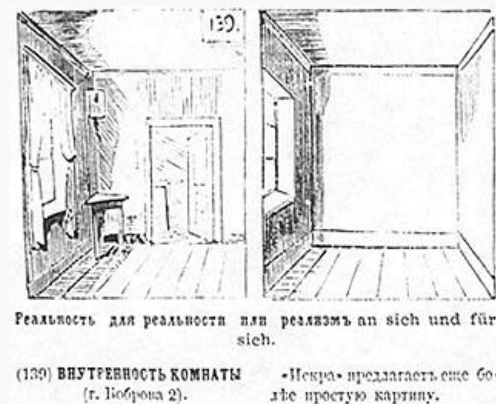 139.
Реальность для реальности или реализмъ an sich und für
sich.
(139) ВНУТРЕННОСТЬ КОМНАТЫ
(г. Боброва 2).
«Искра» предлагаетъ еще бо-
лѣе простую картину.